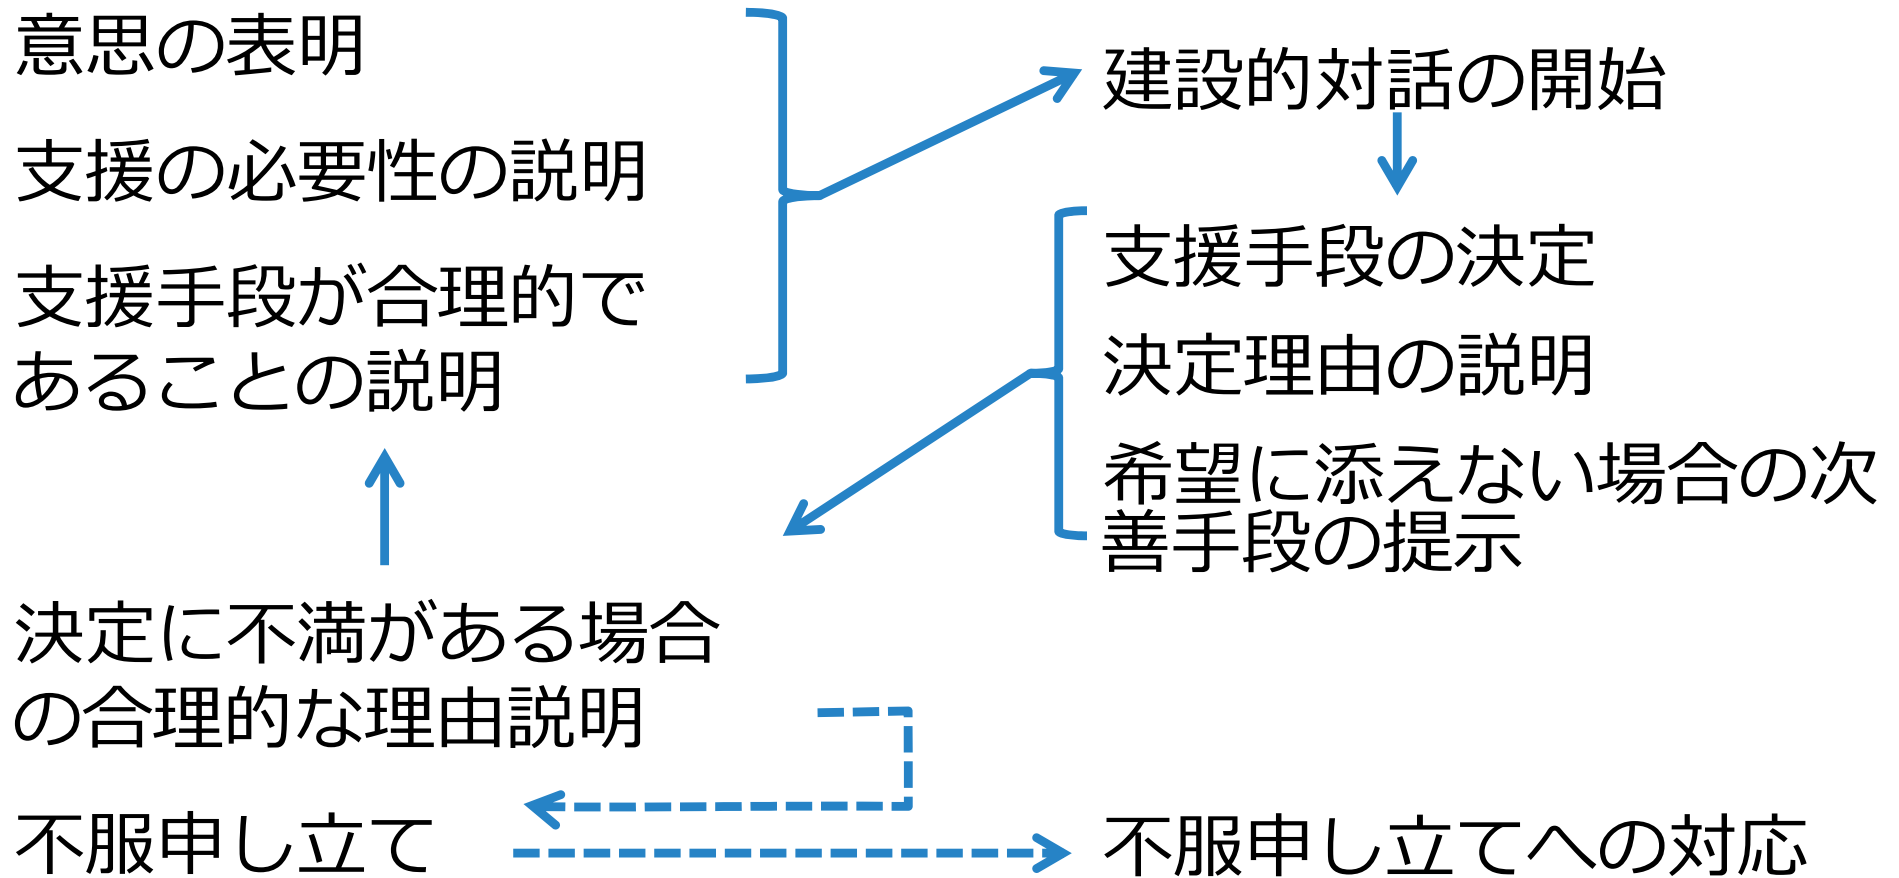 意思の表明
支援の必要性の説明
支援手段が合理的で
あることの説明
建設的対話の開始
支援手段の決定
決定理由の説明
希望に添えない場合の次
善手段の提示
決定に不満がある場合
の合理的な理由説明
不服申し立て
不服申し立てへの対応